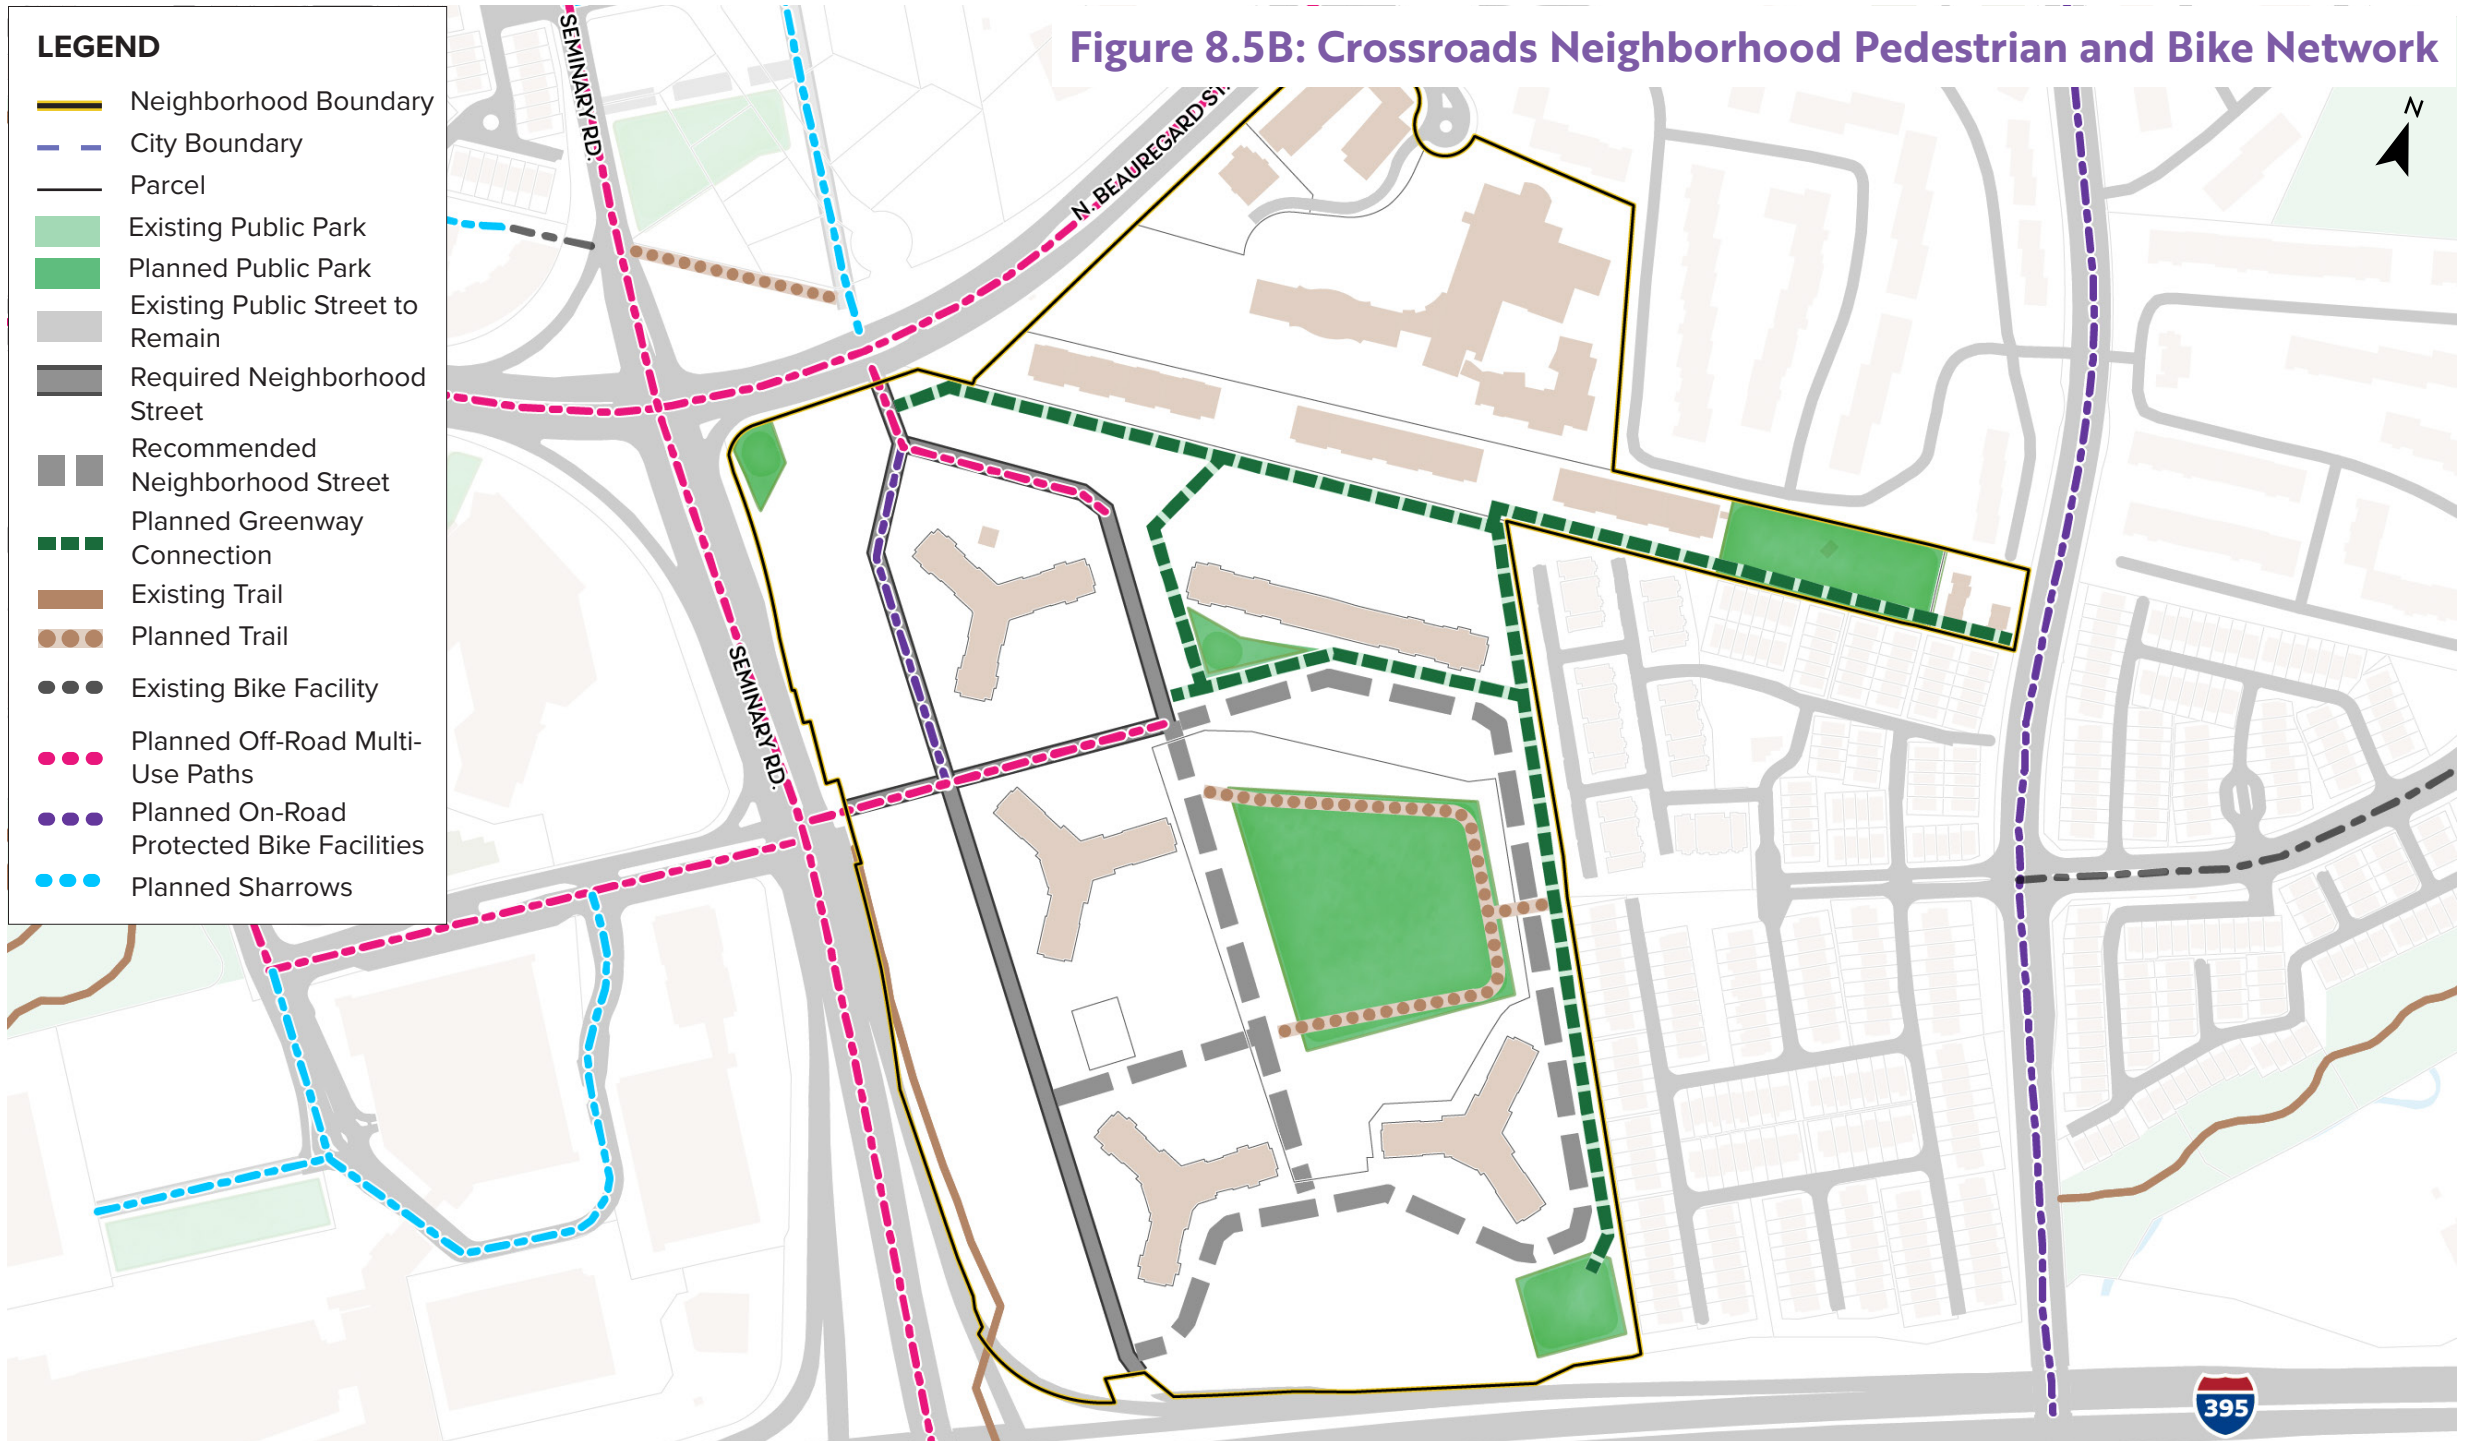 Figure 8.5B: Crossroads Neighborhood Pedestrian and Bike Network
LEGEND
Neighborhood Boundary
City Boundary
Parcel
Existing Public Park
Planned Public Park
Existing Public Street to
Remain
Required Neighborhood
Street
Recommended
Neighborhood Street
Planned Greenway
Connection
Existing Trail
Planned Trail
Existing Bike Facility
Planned Off-Road Multi-
Use Paths
Planned On-Road
Protected Bike Facilities
Planned Sharrows
SEMINARY RD.
N. BEAUREGARD ST.
N
SEMINARY RD.
395